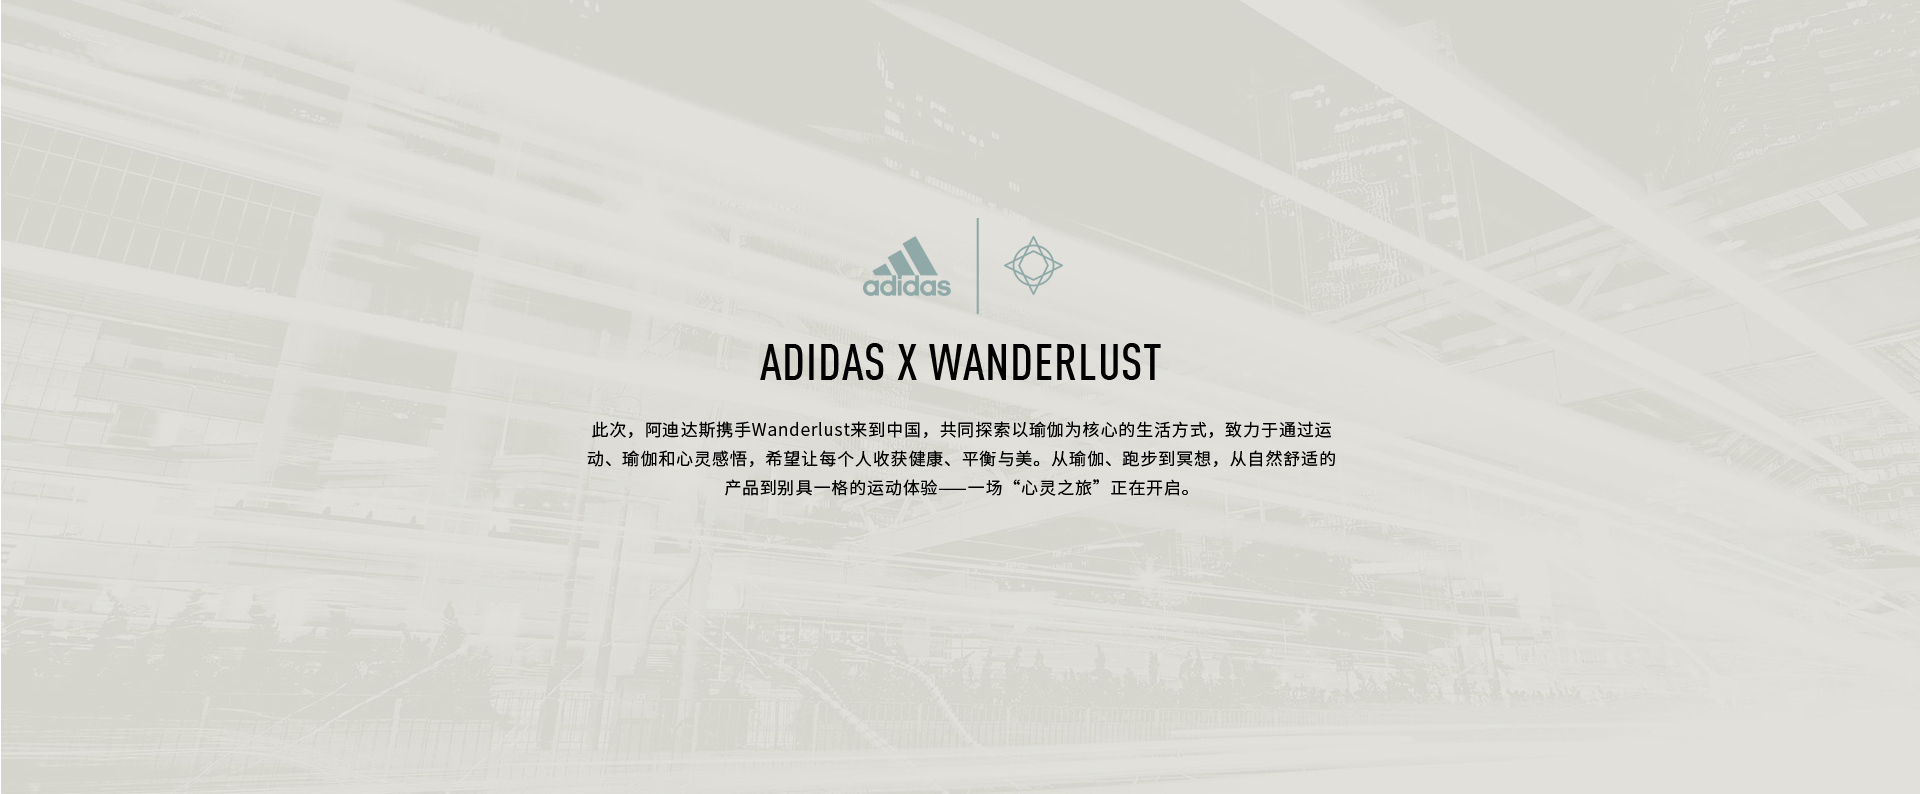 adidas
ADIDAS X WANDERLUST
此次，阿迪达斯携手Wanderlust来到中国，共同探索以瑜伽为核心的生活方式，致力于通过运
动、瑜伽和心灵感悟，希望让每个人收获健康、平衡与美。从瑜伽、跑步到冥想，从自然舒适的
产品到别具一格的运动体验——一场“心灵之旅”正在开启。